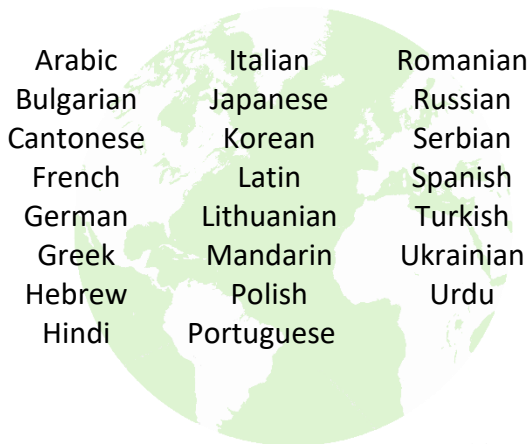 Arabic
Bulgarian
Cantonese
French
German
Greek
Hebrew
Hindi
Italian
Japanese
Korean
Latin
Lithuanian
Mandarin
Polish
Portuguese
Romanian
Russian
Serbian
Spanish
Turkish
Ukrainian
Urdu